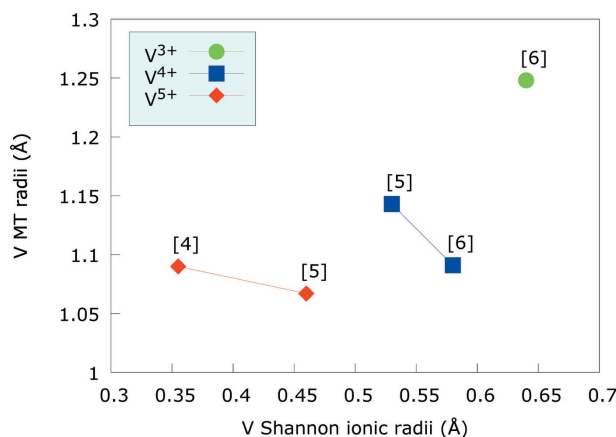 1.3
V3+
V4+
V5+
[6]
1.25
1.2
V MT radii (Å)
[5]
1.15
[6]
[4]
[5]
1.1
1.05
1
0.3 0.35 0.4 0.45 0.5 0.55 0.6 0.65 0.7
V Shannon ionic radii (Å)